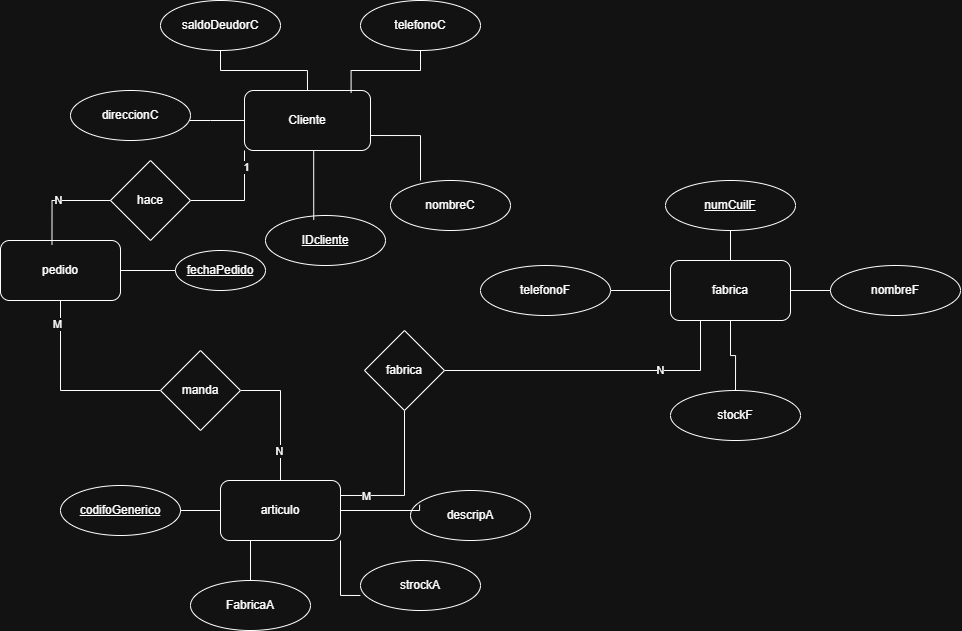 saldoDeudorC
telefonoC
direccionC
Cliente
1
hace
N
nombreC
numCuilF
IDcliente
pedido
fechaPedido
telefonoF
fabrica
nombreF
M
fabrica
N
manda
stockF
N
M
codifoGenerico
articulo
descripA
strockA
FabricaA